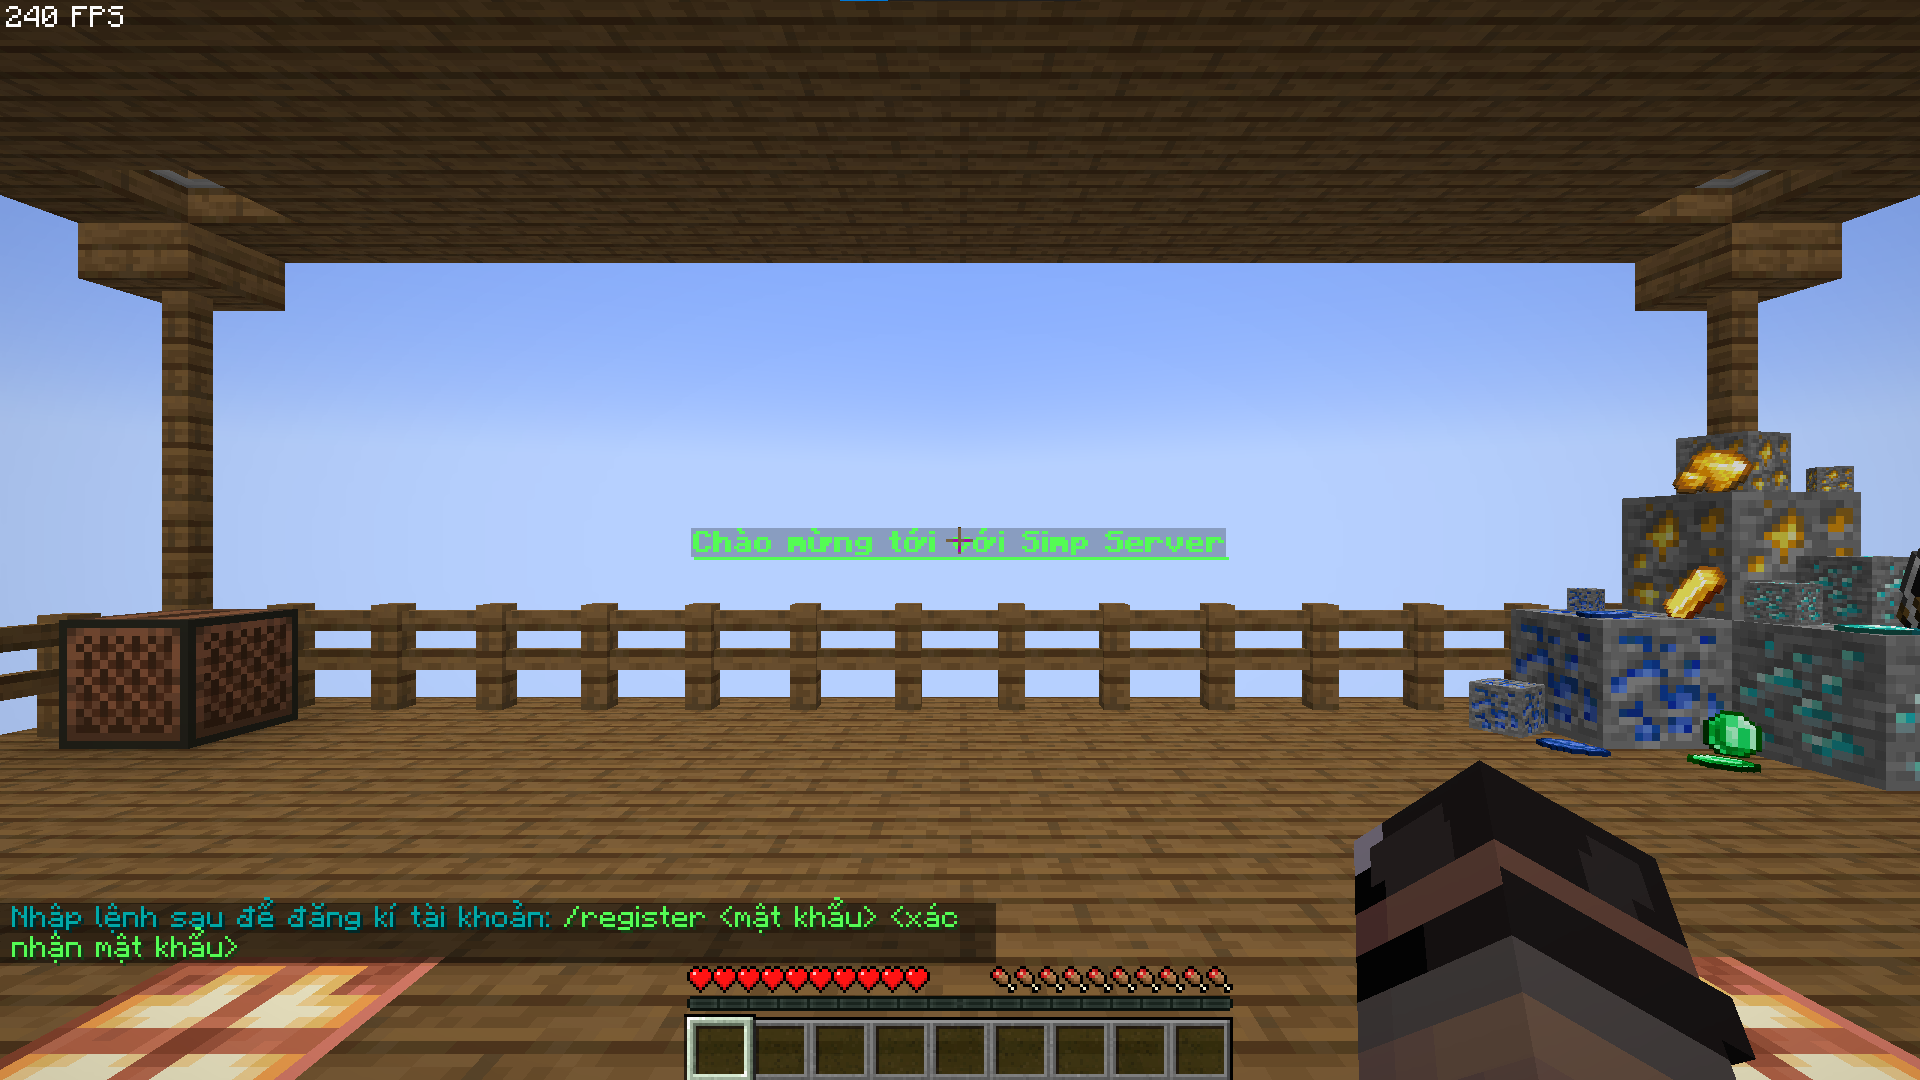 240 FPS
Chào mừng tới với Simp Server
Nhập lệnh sau để đăng kí tài khoản: /register <mật khẩu> <xác
nhận mật khẩu>